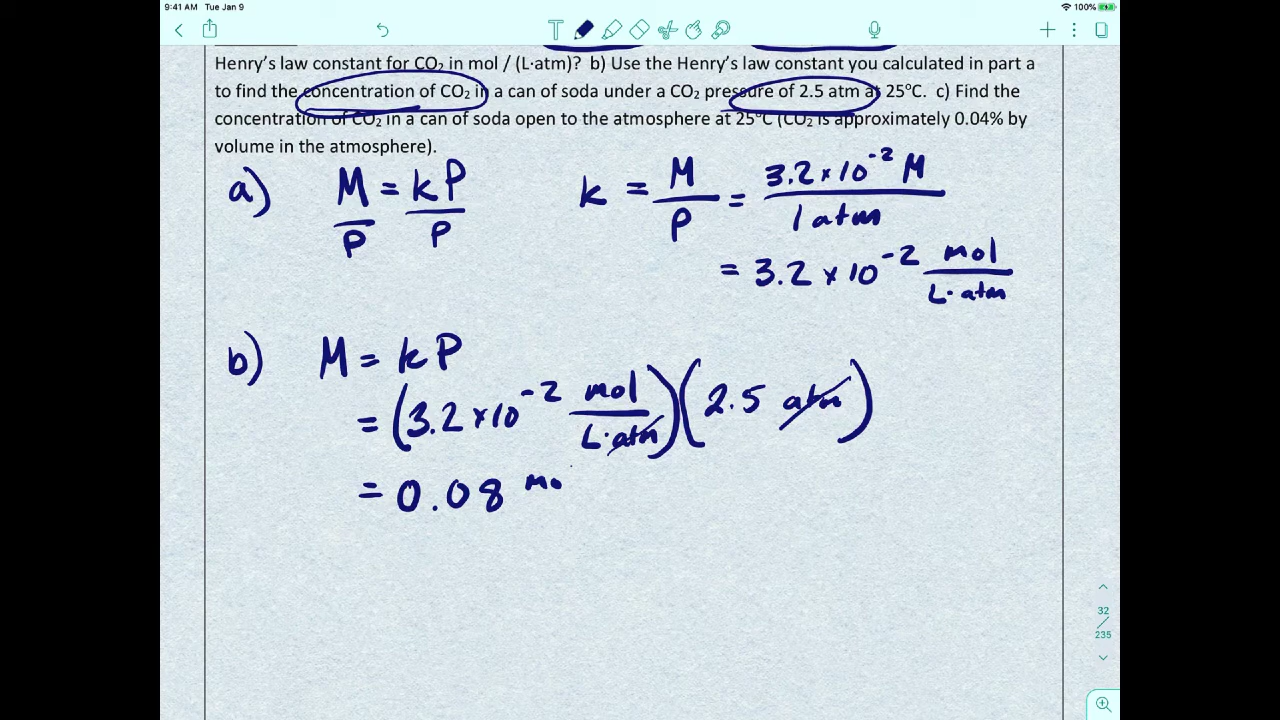 9:41 AM Tue Jan 9
100%
Henry's law constant for CO₂ in mol / (L·atm)? b) Use the Henry's law constant you calculated in part a
to find the concentration of CO₂ in a can of soda under a CO₂ pressure of 2.5 atm at 25°C. c) Find the
concentration of CO₂ in a can of soda open to the atmosphere at 25°C (CO₂ is approximately 0.04% by
volume in the atmosphere).
a) M/P = kP/P k = M/P = 3.2 × 10⁻² M / 1 atm
= 3.2 × 10⁻² mol / L·atm
b) M = kP
= (3.2 × 10⁻² mol / L·atm)(2.5 atm)
= 0.08 mo
32
/
235